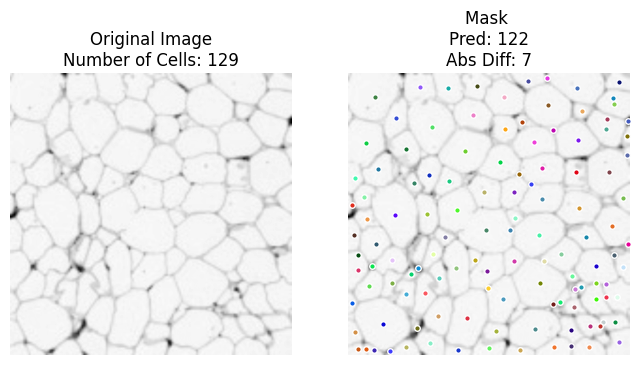 Original Image
Number of Cells: 129
Mask
Pred: 122
Abs Diff: 7